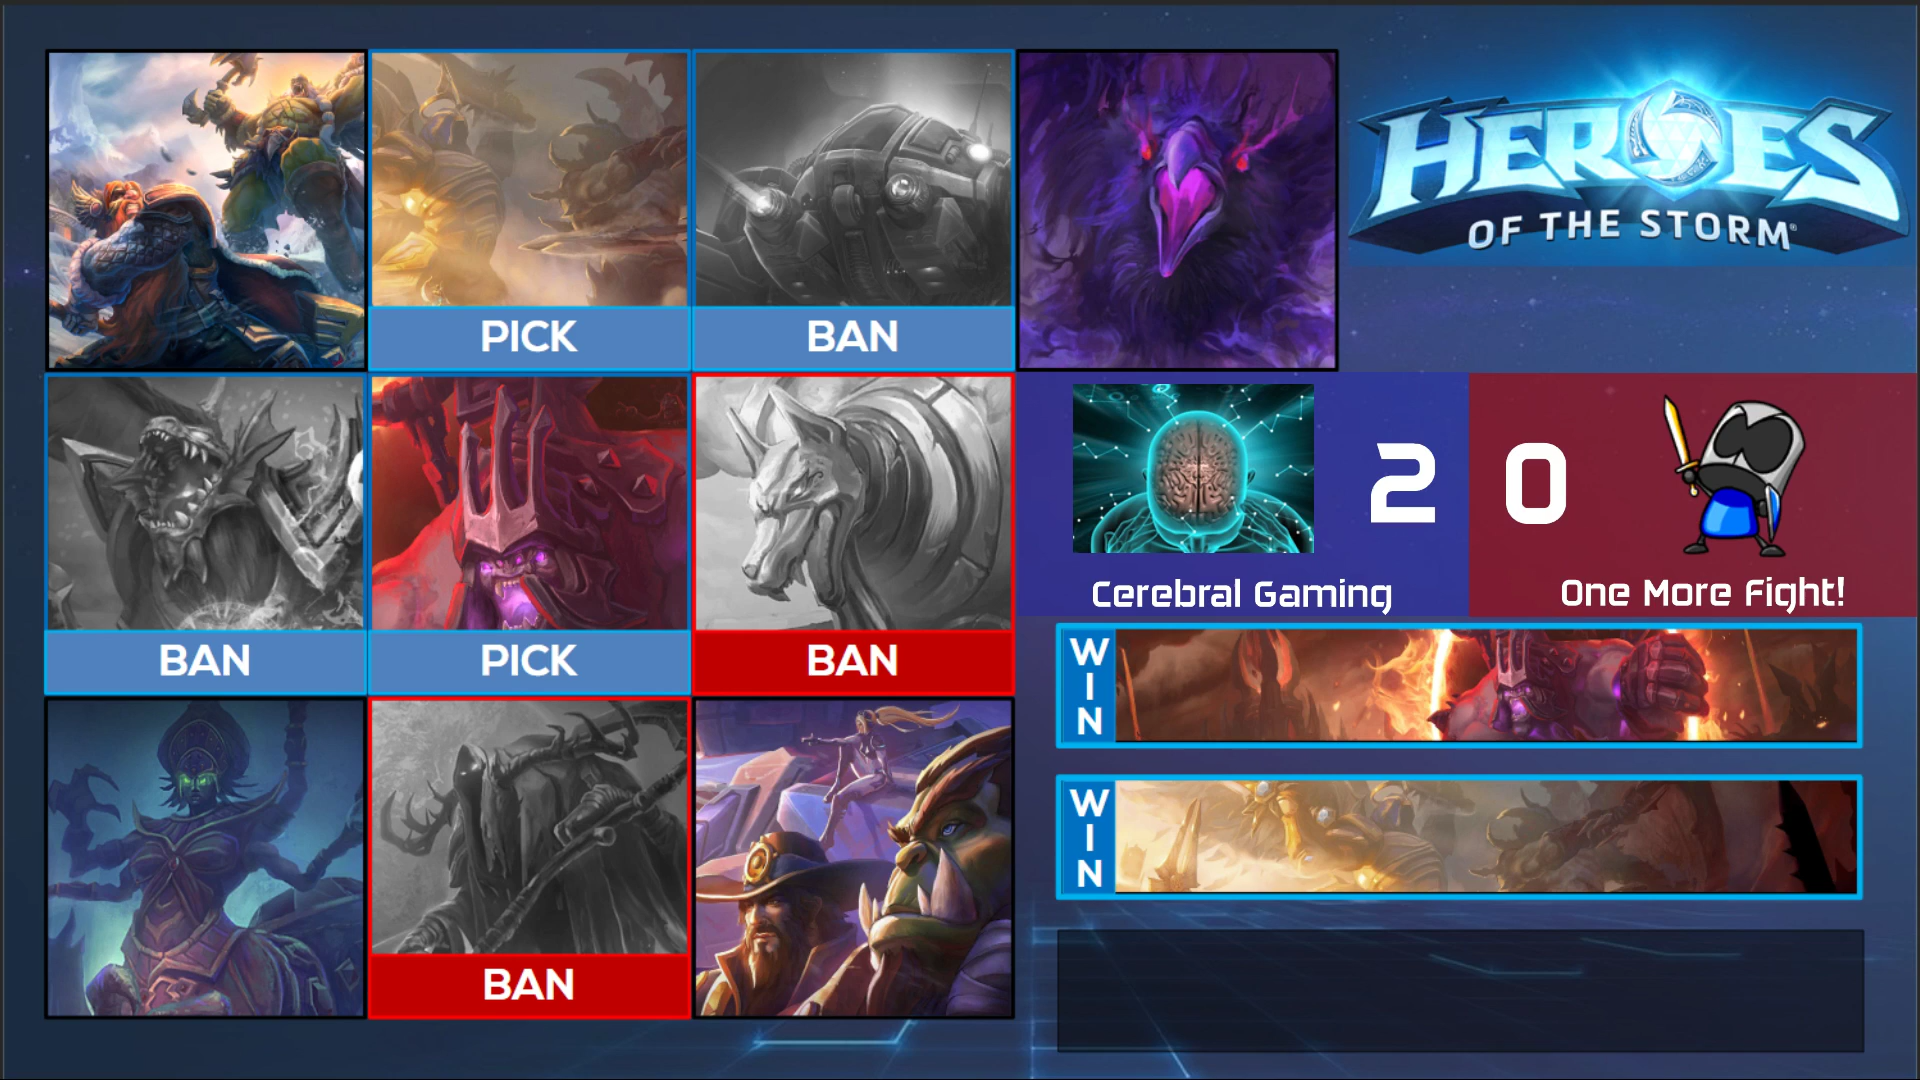 HEROES
OF THE STORM®
PICK
BAN
BAN
PICK
BAN
BAN
2
0
Cerebral Gaming
One More Fight!
WIN
WIN